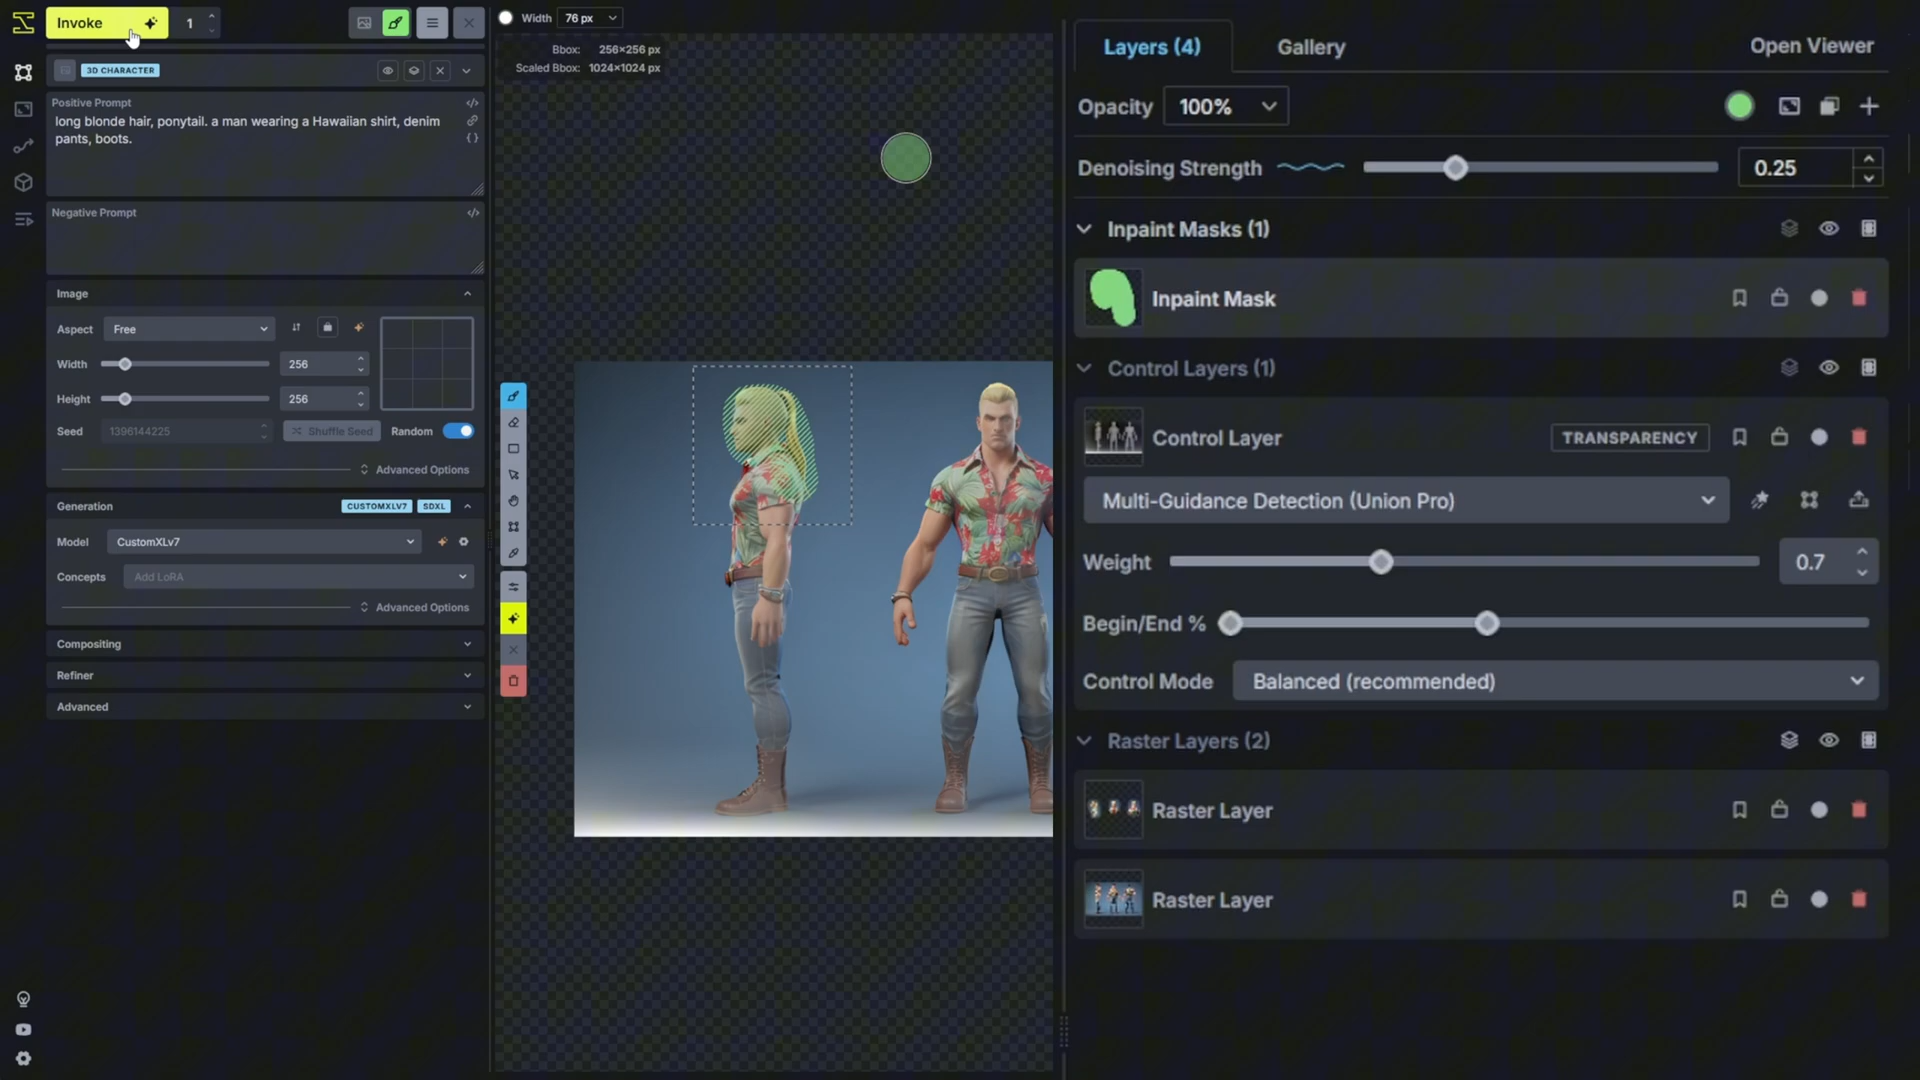 Invoke
1
3D CHARACTER
Positive Prompt
long blonde hair, ponytail. a man wearing a Hawaiian shirt, denim
pants, boots.
Negative Prompt
Image
Aspect
Free
Width
256
Height
256
Seed
1396144225
Shuffle Seed
Random
Advanced Options
Generation
CUSTOMXLV7
SDXL
Model
CustomXLv7
Concepts
Add LoRA
Advanced Options
Compositing
Refiner
Advanced
Width
76 px
Bbox: 256×256 px
Scaled Bbox: 1024×1024 px
Layers (4)
Gallery
Open Viewer
Opacity
100%
Denoising Strength
0.25
Inpaint Masks (1)
Inpaint Mask
Control Layers (1)
Control Layer
TRANSPARENCY
Multi-Guidance Detection (Union Pro)
Weight
0.7
Begin/End %
Control Mode
Balanced (recommended)
Raster Layers (2)
Raster Layer
Raster Layer